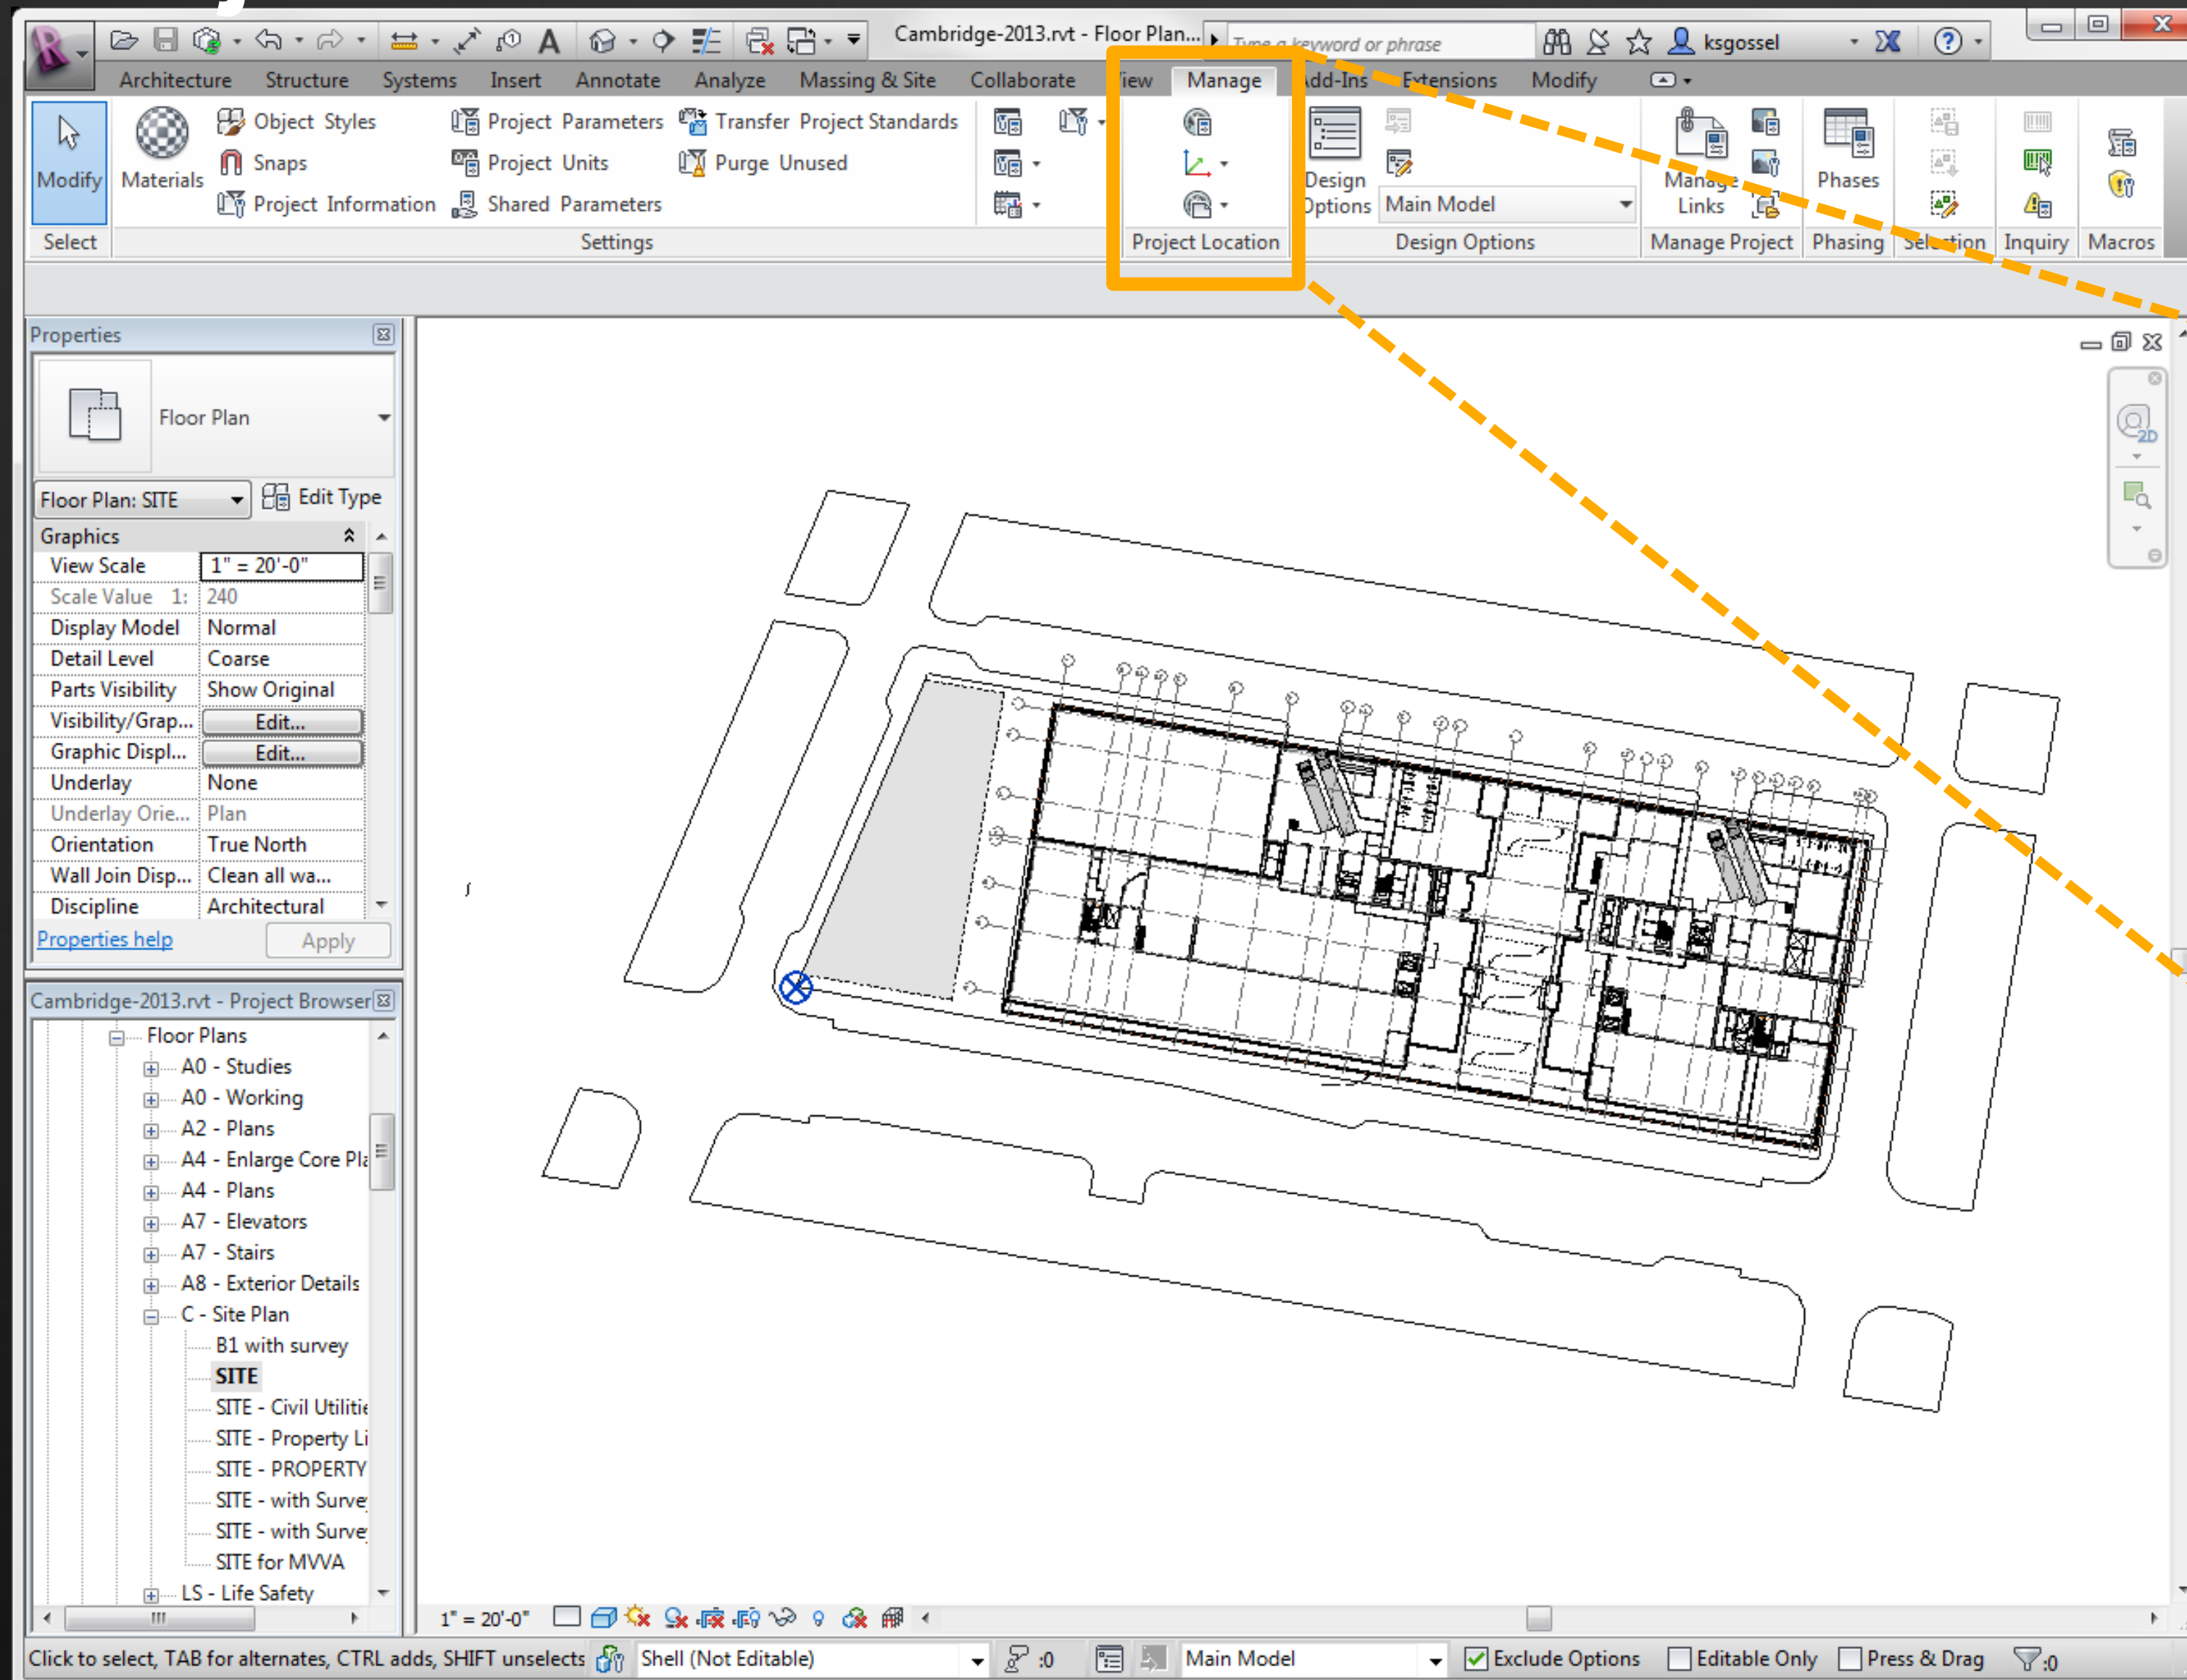 Cambridge-2013.rvt - Floor Plan... Type a keyword or phrase ksgossel
Architecture Structure Systems Insert Annotate Analyze Massing & Site Collaborate View Manage Add-Ins Extensions Modify
Modify
Select
Materials
Object Styles
Snaps
Project Information
Project Parameters
Project Units
Shared Parameters
Transfer Project Standards
Purge Unused
Settings
Project Location
Design
Options
Main Model
Design Options
Manage
Links
Manage Project
Phases
Phasing
Selection
Inquiry
Macros
Properties
Floor Plan
Floor Plan: SITE Edit Type
Graphics
View Scale 1" = 20'-0"
Scale Value 1: 240
Display Model Normal
Detail Level Coarse
Parts Visibility Show Original
Visibility/Grap... Edit...
Graphic Displ... Edit...
Underlay None
Underlay Orie... Plan
Orientation True North
Wall Join Disp... Clean all wa...
Discipline Architectural
Properties help Apply
Cambridge-2013.rvt - Project Browser
Floor Plans
A0 - Studies
A0 - Working
A2 - Plans
A4 - Enlarge Core Pla
A4 - Plans
A7 - Elevators
A7 - Stairs
A8 - Exterior Details
C - Site Plan
B1 with survey
SITE
SITE - Civil Utilitie
SITE - Property Li
SITE - PROPERTY
SITE - with Surve
SITE - with Surve
SITE for MVVA
LS - Life Safety
2D
1" = 20'-0"
Click to select, TAB for alternates, CTRL adds, SHIFT unselects Shell (Not Editable) :0 Main Model Exclude Options Editable Only Press & Drag :0